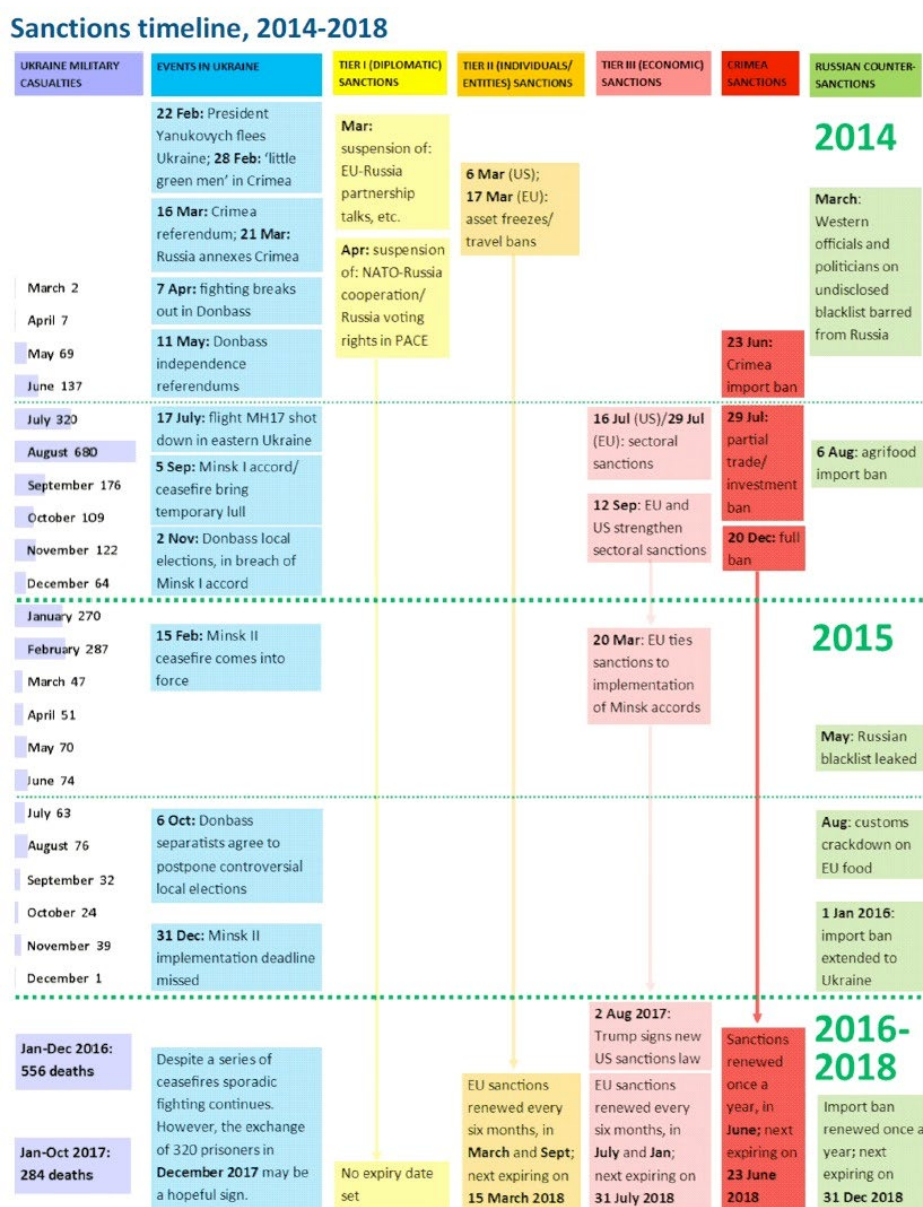 Sanctions timeline, 2014-2018
UKRAINE MILITARY
CASUALTIES
EVENTS IN UKRAINE
TIER I (DIPLOMATIC)
SANCTIONS
TIER II (INDIVIDUALS/
ENTITIES) SANCTIONS
TIER III (ECONOMIC)
SANCTIONS
CRIMEA
SANCTIONS
RUSSIAN COUNTER-
SANCTIONS
March 2
April 7
May 69
June 137
July 320
August 680
September 176
October 109
November 122
December 64
January 270
February 287
March 47
April 51
May 70
June 74
July 63
August 76
September 32
October 24
November 39
December 1
Jan-Dec 2016:
556 deaths
Jan-Oct 2017:
284 deaths
22 Feb: President
Yanukovych flees
Ukraine; 28 Feb: ‘little
green men’ in Crimea
16 Mar: Crimea
referendum; 21 Mar:
Russia annexes Crimea
7 Apr: fighting breaks
out in Donbass
11 May: Donbass
independence
referendums
17 July: flight MH17 shot
down in eastern Ukraine
5 Sep: Minsk I accord/
ceasefire bring
temporary lull
2 Nov: Donbass local
elections, in breach of
Minsk I accord
15 Feb: Minsk II
ceasefire comes into
force
6 Oct: Donbass
separatists agree to
postpone controversial
local elections
31 Dec: Minsk II
implementation deadline
missed
Despite a series of
ceasefires sporadic
fighting continues.
However, the exchange
of 320 prisoners in
December 2017 may be
a hopeful sign.
Mar:
suspension of:
EU-Russia
partnership
talks, etc.
Apr: suspension
of: NATO-Russia
cooperation/
Russia voting
rights in PACE
No expiry date
set
6 Mar (US);
17 Mar (EU):
asset freezes/
travel bans
EU sanctions
renewed every
six months, in
March and Sept;
next expiring on
15 March 2018
16 Jul (US)/29 Jul
(EU): sectoral
sanctions
12 Sep: EU and
US strengthen
sectoral sanctions
20 Mar: EU ties
sanctions to
implementation
of Minsk accords
2 Aug 2017:
Trump signs new
US sanctions law
EU sanctions
renewed every
six months, in
July and Jan;
next expiring on
31 July 2018
23 Jun:
Crimea
import ban
29 Jul:
partial
trade/
investment
ban
20 Dec: full
ban
Sanctions
renewed
once a
year, in
June; next
expiring on
23 June
2018
2014
March:
Western
officials and
politicians on
undisclosed
blacklist barred
from Russia
6 Aug: agrifood
import ban
2015
May: Russian
blacklist leaked
Aug: customs
crackdown on
EU food
1 Jan 2016:
import ban
extended to
Ukraine
2016-
2018
Import ban
renewed once a
year; next
expiring on
31 Dec 2018